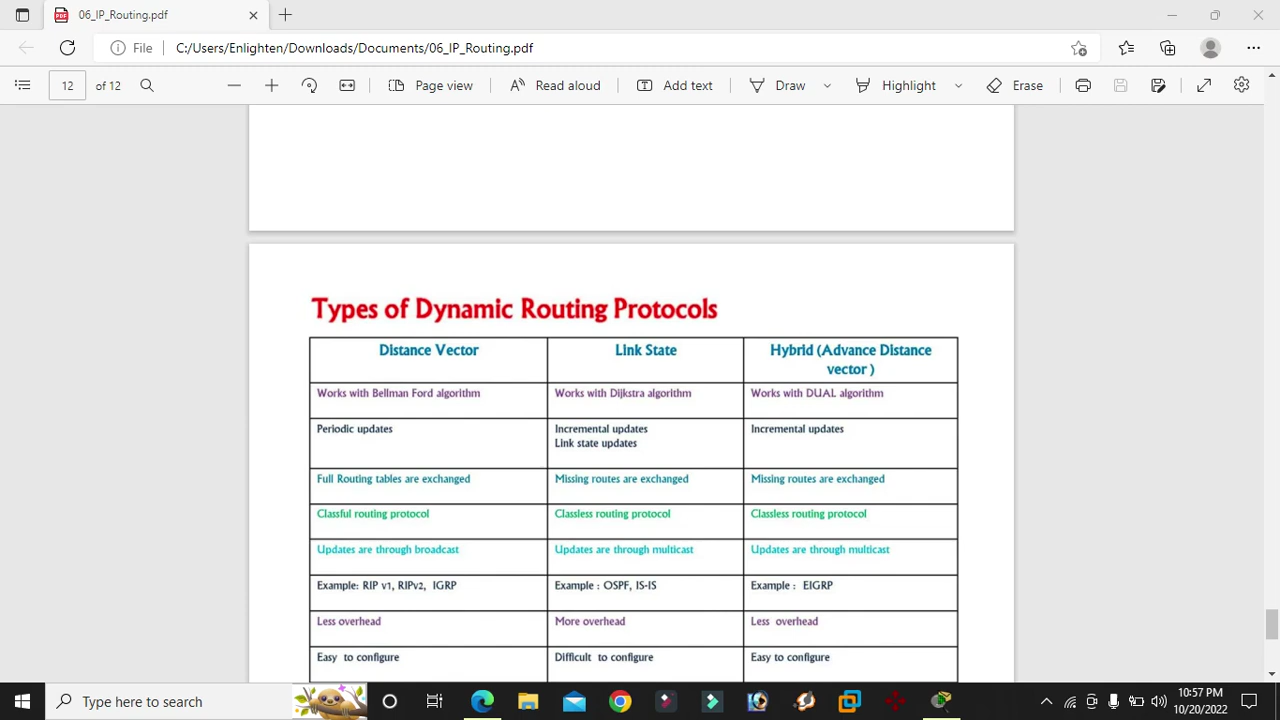 06_IP_Routing.pdf
File C:/Users/Enlighten/Downloads/Documents/06_IP_Routing.pdf
12 of 12 Page view Read aloud Add text Draw Highlight Erase
Types of Dynamic Routing Protocols
Distance Vector Link State Hybrid (Advance Distance
vector )
Works with Bellman Ford algorithm Works with Dijkstra algorithm Works with DUAL algorithm
Periodic updates Incremental updates Incremental updates
Link state updates
Full Routing tables are exchanged Missing routes are exchanged Missing routes are exchanged
Classful routing protocol Classless routing protocol Classless routing protocol
Updates are through broadcast Updates are through multicast Updates are through multicast
Example: RIP v1, RIPv2, IGRP Example : OSPF, IS-IS Example : EIGRP
Less overhead More overhead Less overhead
Easy to configure Difficult to configure Easy to configure
Type here to search
10:57 PM
10/20/2022